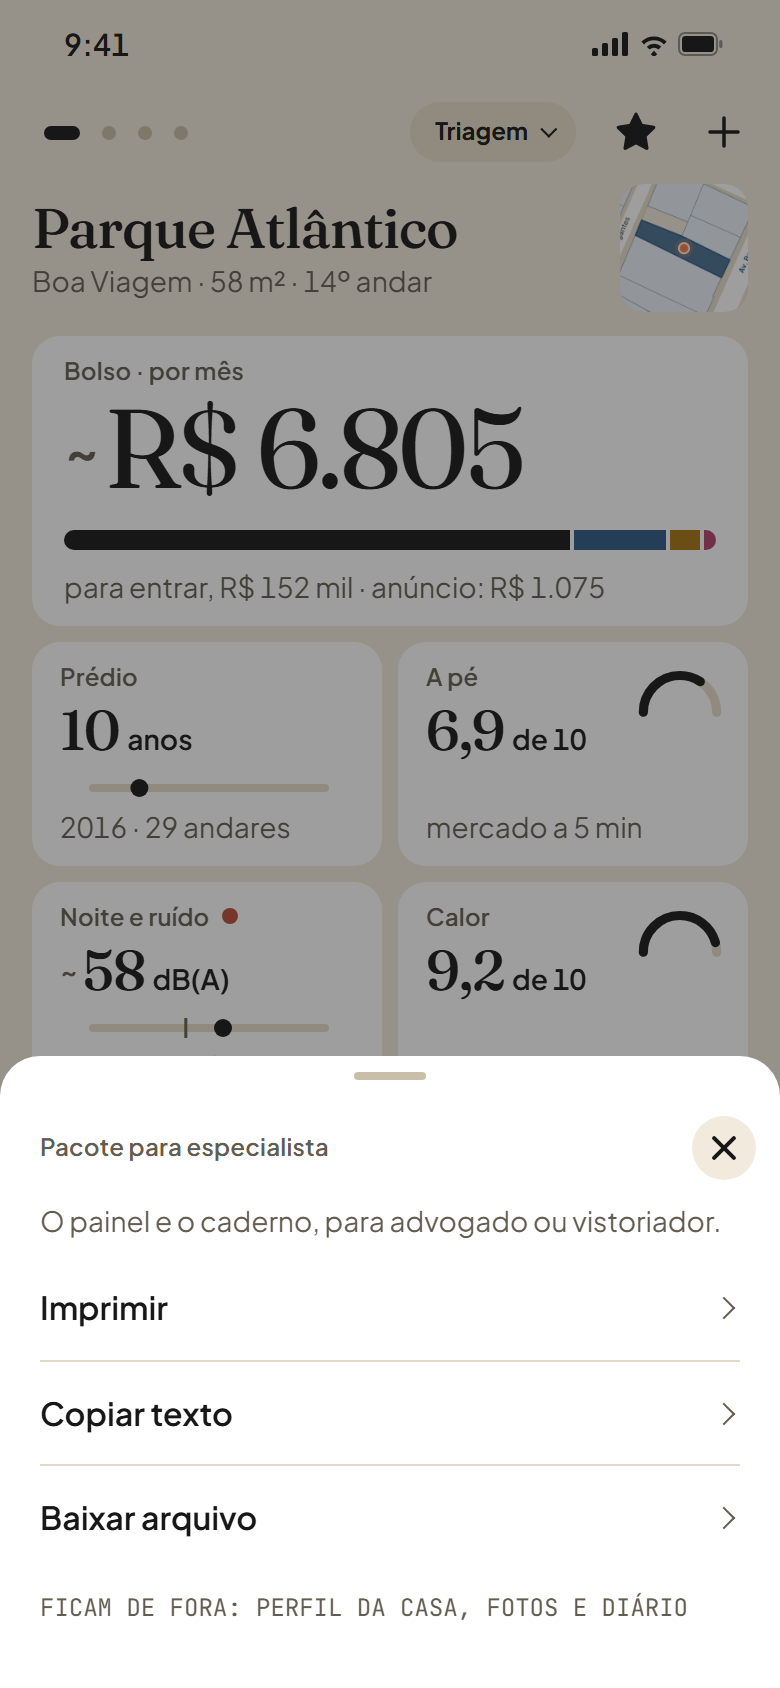 9:41
Triagem
Parque Atlântico
Boa Viagem · 58 m² · 14º andar
Bolso · por mês
~R$ 6.805
para entrar, R$ 152 mil · anúncio: R$ 1.075
Prédio
10 anos
2016 · 29 andares
A pé
6,9 de 10
mercado a 5 min
Noite e ruído
~58 dB(A)
Calor
9,2 de 10
Pacote para especialista
O painel e o caderno, para advogado ou vistoriador.
Imprimir
Copiar texto
Baixar arquivo
FICAM DE FORA: PERFIL DA CASA, FOTOS E DIÁRIO